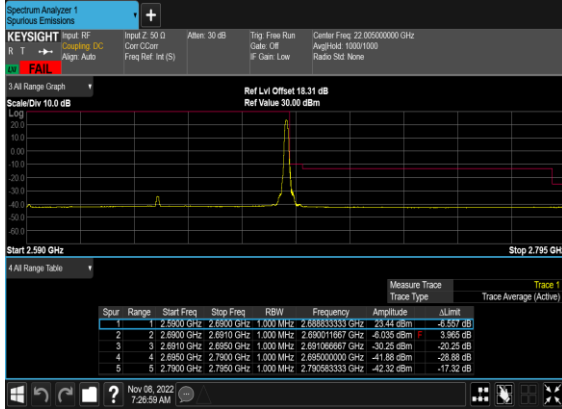 Spectrum Analyzer 1
Spurious Emissions
+
KEYSIGHT Input: RF Input Z: 50 Ω Atten: 30 dB Trig: Free Run Center Freq: 22.005000000 GHz
R T Coupling: DC Corr CCorr Gate: Off Avg|Hold: 1000/1000
Align: Auto Freq Ref: Int (S) IF Gain: Low Radio Std: None
FAIL
3 All Range Graph Ref Lvl Offset 18.31 dB
Scale/Div 10.0 dB Ref Value 30.00 dBm
Log
20.0
10.0
0.00
-10.0
-20.0
-30.0
-40.0
-50.0
-60.0
Start 2.590 GHz Stop 2.795 GHz
4 All Range Table
Measure Trace Trace 1
Trace Type Trace Average (Active)
Spur Range Start Freq Stop Freq RBW Frequency Amplitude ΔLimit
1 1 2.5900 GHz 2.6900 GHz 1.000 MHz 2.688833333 GHz 23.44 dBm -6.557 dB
2 2 2.6900 GHz 2.6910 GHz 1.000 MHz 2.690011667 GHz -6.035 dBm F 3.965 dB
3 3 2.6910 GHz 2.6950 GHz 1.000 MHz 2.691066667 GHz -30.25 dBm -20.25 dB
4 4 2.6950 GHz 2.7900 GHz 1.000 MHz 2.695000000 GHz -41.88 dBm -28.88 dB
5 5 2.7900 GHz 2.7950 GHz 1.000 MHz 2.790583333 GHz -42.32 dBm -17.32 dB
? Nov 08, 2022
7:26:59 AM